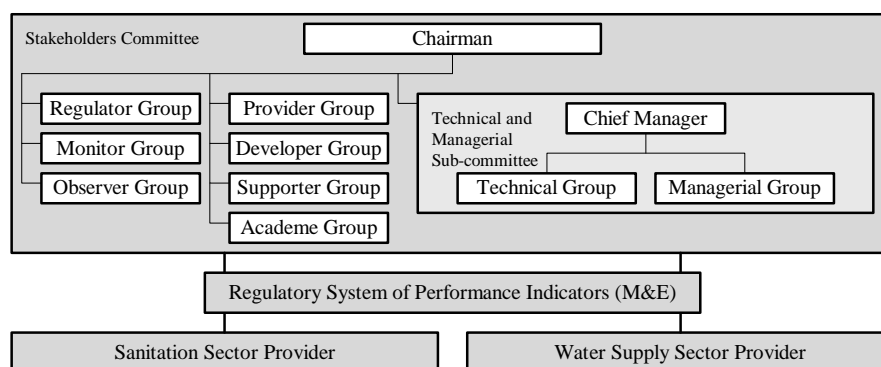 Stakeholders Committee
Chairman
Regulator Group
Monitor Group
Observer Group
Provider Group
Developer Group
Supporter Group
Academe Group
Technical and
Managerial
Sub-committee
Chief Manager
Technical Group
Managerial Group
Regulatory System of Performance Indicators (M&E)
Sanitation Sector Provider
Water Supply Sector Provider